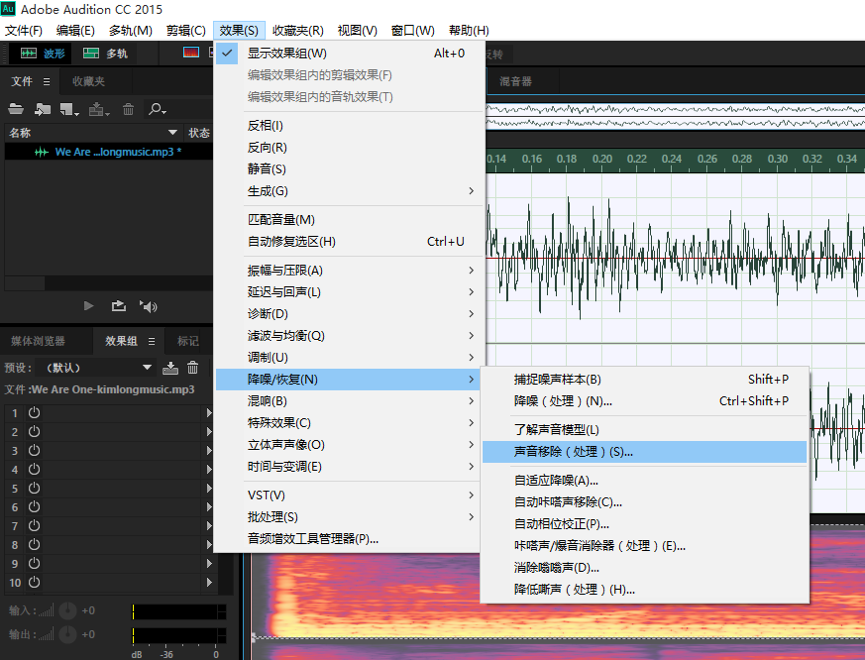 Au Adobe Audition CC 2015
文件(F) 编辑(E) 多轨(M) 剪辑(C) 效果(S) 收藏夹(R) 视图(V) 窗口(W) 帮助(H)
波形 多轨
文件 收藏夹
名称 状态
We Are ...longmusic.mp3 *
媒体浏览器 效果组 标记
预设: (默认)
文件:We Are One-kimlongmusic.mp3
1
2
3
4
5
6
7
8
9
10
输入: +0
输出: +0
dB -36 0
显示效果组(W) Alt+0
编辑效果组内的剪辑效果(F)
编辑效果组内的音轨效果(T)
反相(I)
反向(R)
静音(S)
生成(G)
匹配音量(M)
自动修复选区(H) Ctrl+U
振幅与压限(A)
延迟与回声(L)
诊断(D)
滤波与均衡(Q)
调制(U)
降噪/恢复(N)
混响(B)
特殊效果(C)
立体声声像(O)
时间与变调(E)
VST(V)
批处理(S)
音频增效工具管理器(P)...
反转
混音器
0.14 0.16 0.18 0.20 0.22 0.24 0.26 0.28 0.30 0.32 0.34
捕捉噪声样本(B) Shift+P
降噪（处理）(N)... Ctrl+Shift+P
了解声音模型(L)
声音移除（处理）(S)...
自适应降噪(A)...
自动咔嗒声移除(C)...
自动相位校正(P)...
咔嗒声/爆音消除器（处理）(E)...
消除嗡嗡声(D)...
降低嘶声（处理）(H)...